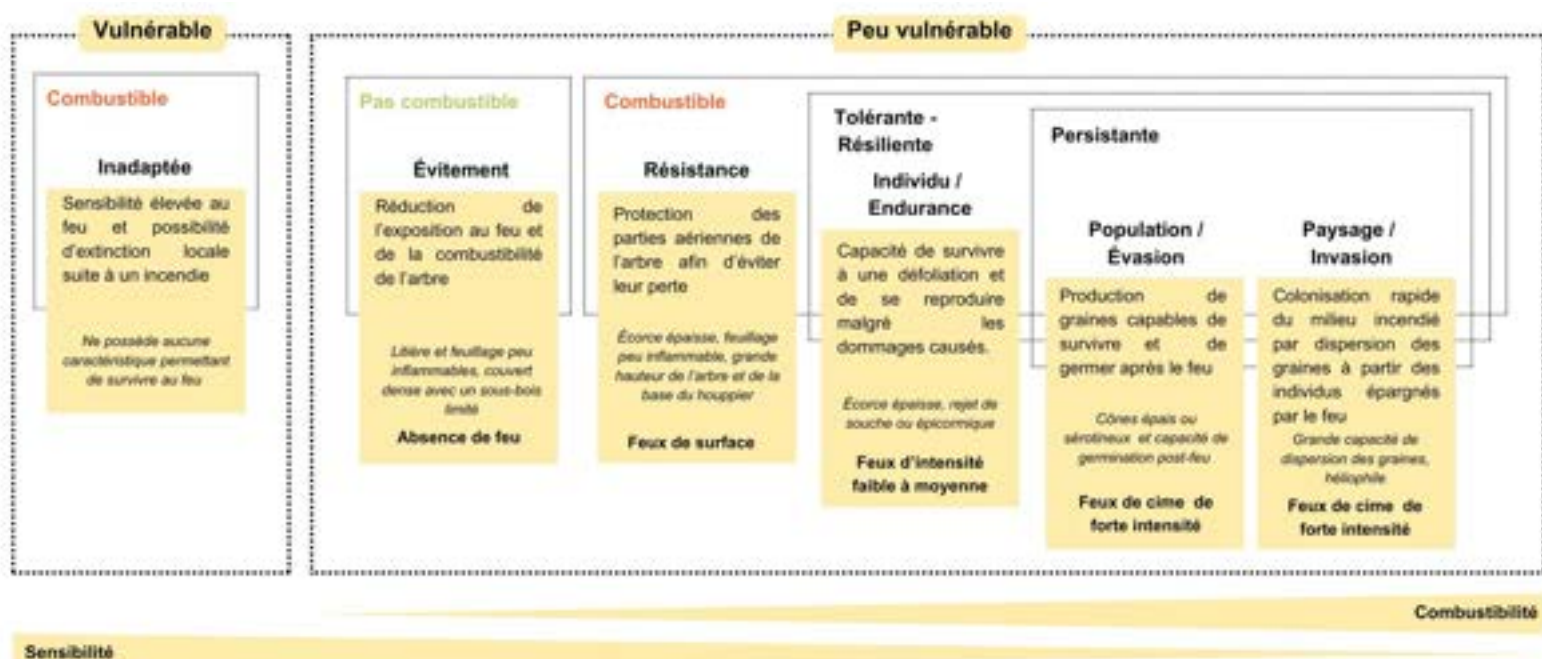 Vulnérable
Combustible
Inadaptée
Sensibilité élevée au
feu et possibilité
d'extinction locale
suite à un incendie
Ne possède aucune
caractéristique permettant
de survivre au feu
Peu vulnérable
Pas combustible
Évitement
Réduction de
l'exposition au feu et
de la combustibilité
de l'arbre
Litière et feuillage peu
inflammables, couvert
dense avec un sous-bois
limité
Absence de feu
Combustible
Résistance
Protection des
parties aériennes de
l'arbre afin d'éviter
leur perte
Écorce épaisse, feuillage
peu inflammable, grande
hauteur de l'arbre et de la
base du houppier
Feux de surface
Tolérante -
Résiliente
Individu /
Endurance
Capacité de survivre
à une défoliation et
de se reproduire
malgré les
dommages causés.
Écorce épaisse, rejet de
souche ou épicormique
Feux d'intensité
faible à moyenne
Persistante
Population /
Évasion
Production de
graines capables de
survivre et de
germer après le feu
Cônes épais ou
sérotineux et capacité de
germination post-feu
Feux de cime de
forte intensité
Paysage /
Invasion
Colonisation rapide
du milieu incendié
par dispersion des
graines à partir des
individus épargnés
par le feu
Grande capacité de
dispersion des graines,
héliophile
Feux de cime de
forte intensité
Combustibilité
Sensibilité